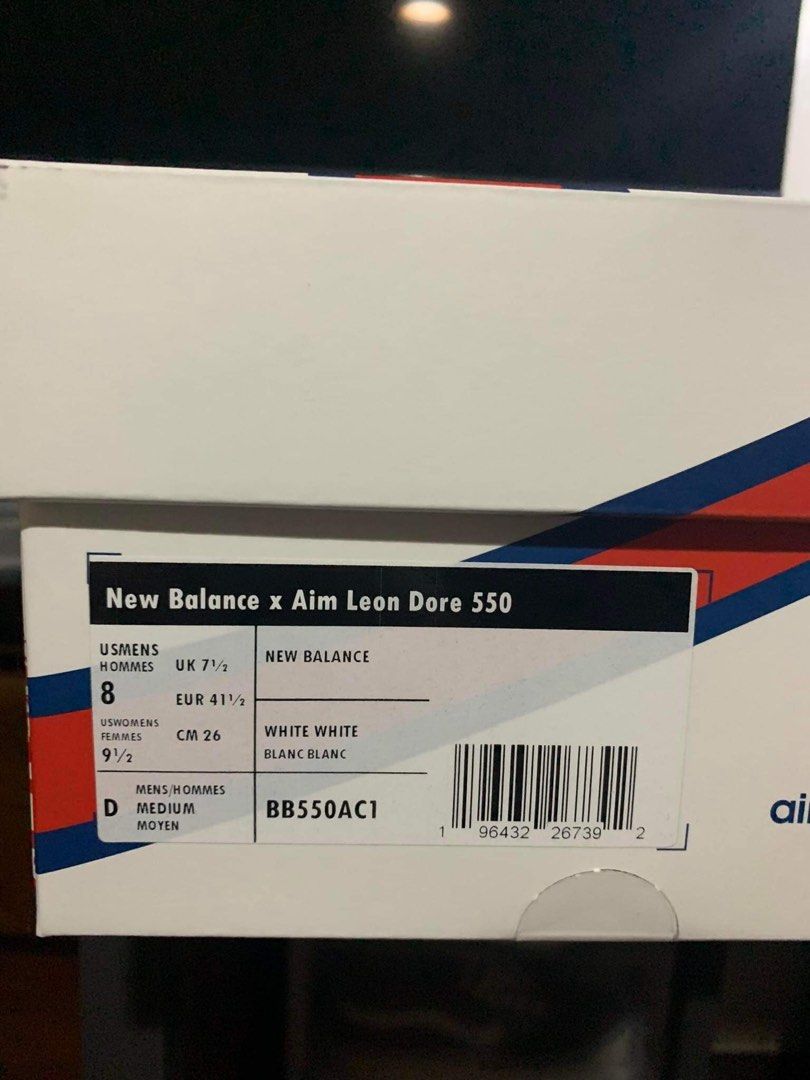 New Balance x Aim Leon Dore 550
USMENS
HOMMES
8
UK 7½
EUR 41½
USWOMENS
FEMMES
9½
CM 26
NEW BALANCE
WHITE WHITE
BLANC BLANC
D
MENS/HOMMES
MEDIUM
MOYEN
BB550AC1
1 96432 26739 2